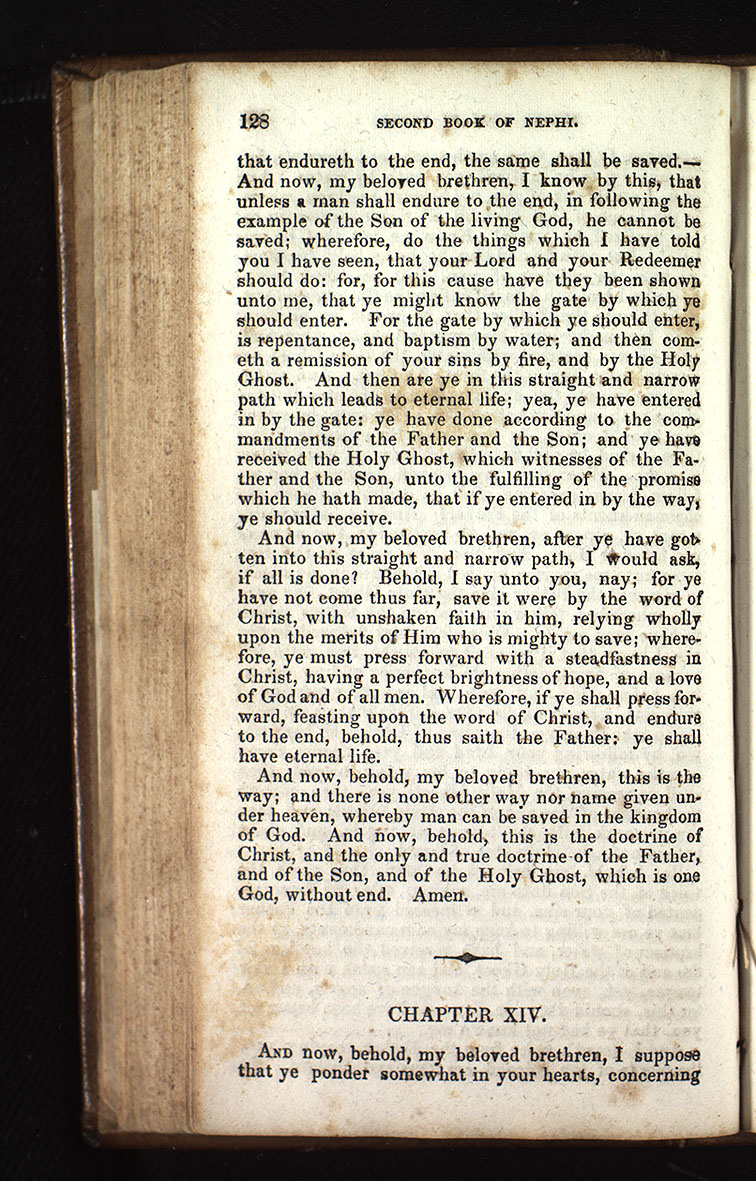 128 SECOND BOOK OF NEPHI.
that endureth to the end, the same shall be saved.—
And now, my beloved brethren, I know by this, that
unless a man shall endure to the end, in following the
example of the Son of the living God, he cannot be
saved; wherefore, do the things which I have told
you I have seen, that your Lord and your Redeemer
should do: for, for this cause have they been shown
unto me, that ye might know the gate by which ye
should enter. For the gate by which ye should enter,
is repentance, and baptism by water; and then com-
eth a remission of your sins by fire, and by the Holy
Ghost. And then are ye in this straight and narrow
path which leads to eternal life; yea, ye have entered
in by the gate: ye have done according to the com-
mandments of the Father and the Son; and ye have
received the Holy Ghost, which witnesses of the Fa-
ther and the Son, unto the fulfilling of the promise
which he hath made, that if ye entered in by the way,
ye should receive.
And now, my beloved brethren, after ye have got-
ten into this straight and narrow path, I would ask,
if all is done? Behold, I say unto you, nay; for ye
have not come thus far, save it were by the word of
Christ, with unshaken faith in him, relying wholly
upon the merits of Him who is mighty to save; where-
fore, ye must press forward with a steadfastness in
Christ, having a perfect brightness of hope, and a love
of God and of all men. Wherefore, if ye shall press for-
ward, feasting upon the word of Christ, and endure
to the end, behold, thus saith the Father: ye shall
have eternal life.
And now, behold, my beloved brethren, this is the
way; and there is none other way nor name given un-
der heaven, whereby man can be saved in the kingdom
of God. And now, behold, this is the doctrine of
Christ, and the only and true doctrine of the Father,
and of the Son, and of the Holy Ghost, which is one
God, without end. Amen.
CHAPTER XIV.
AND now, behold, my beloved brethren, I suppose
that ye ponder somewhat in your hearts, concerning